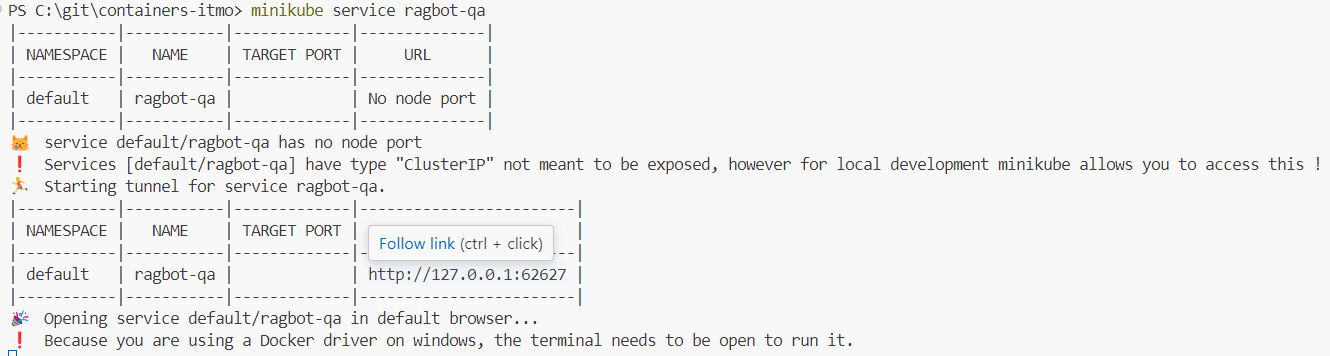 PS C:\git\containers-itmo> minikube service ragbot-qa
|-----------|-----------|-------------|--------------|
| NAMESPACE |   NAME    | TARGET PORT |     URL      |
|-----------|-----------|-------------|--------------|
| default   | ragbot-qa |             | No node port |
|-----------|-----------|-------------|--------------|
😿  service default/ragbot-qa has no node port
❗  Services [default/ragbot-qa] have type "ClusterIP" not meant to be exposed, however for local development minikube allows you to access this !
🏃  Starting tunnel for service ragbot-qa.
|-----------|-----------|-------------|------------------------|
| NAMESPACE |   NAME    | TARGET PORT |
Follow link (ctrl + click)
| default   | ragbot-qa |             | http://127.0.0.1:62627 |
|-----------|-----------|-------------|------------------------|
🎉  Opening service default/ragbot-qa in default browser...
❗  Because you are using a Docker driver on windows, the terminal needs to be open to run it.